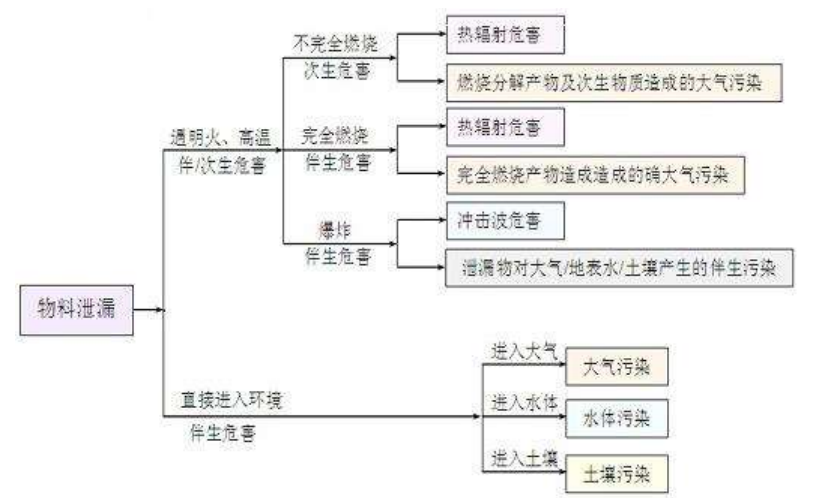 不完全燃烧
次生危害
热辐射危害
燃烧分解产物及次生物质造成的大气污染
遇明火、高温
伴/次生危害
完全燃烧
伴生危害
热辐射危害
完全燃烧产物造成造成的确大气污染
爆炸
伴生危害
冲击波危害
泄漏物对大气/地表水/土壤产生的伴生污染
物料泄漏
直接进入环境
伴生危害
进入大气
大气污染
进入水体
水体污染
进入土壤
土壤污染